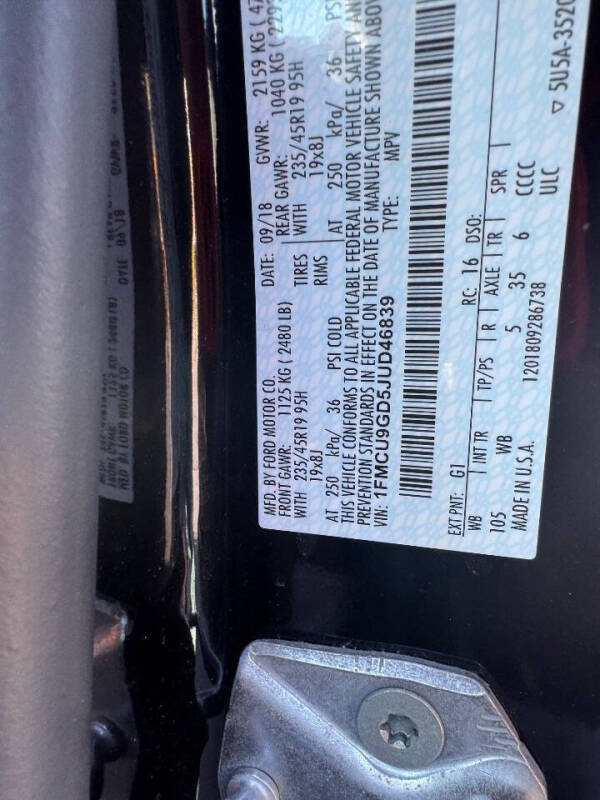 MFD. BY FORD MOTOR CO.
DATE: 09/18 GVWR: 2159 KG
FRONT GAWR: 1125 KG ( 2480 LB) REAR GAWR: 1040 KG
WITH 235/45R19 95H TIRES WITH 235/45R19 95H
19x8J RIMS 19x8J
AT 250 kPa/ 36 PSI COLD AT 250 kPa/ 36 PSI
THIS VEHICLE CONFORMS TO ALL APPLICABLE FEDERAL MOTOR VEHICLE SAFETY AND
PREVENTION STANDARDS IN EFFECT ON THE DATE OF MANUFACTURE SHOWN ABOVE
VIN: 1FMCU9GD5JUD46839 TYPE: MPV
EXT PNT: G1 RC: 16 DSO:
WB INT TR TP/PS R AXLE TR SPR
105 WB 5 35 6 CCCC
MADE IN U.S.A. 1201809286738 ULC
▽ 5U5A-3520